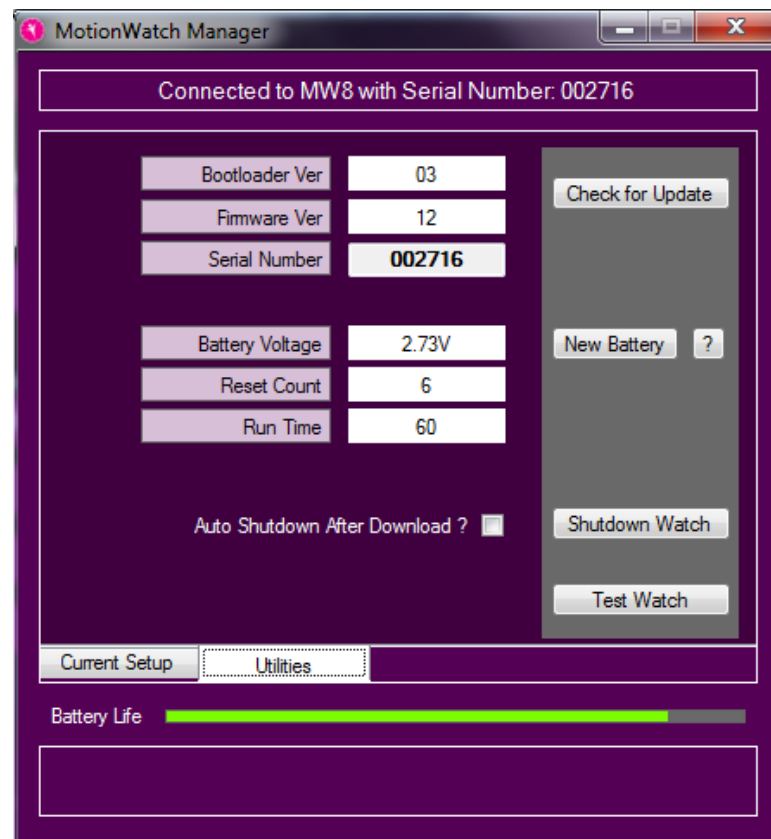 MotionWatch Manager
Connected to MW8 with Serial Number: 002716
Bootloader Ver 03
Check for Update
Firmware Ver 12
Serial Number 002716
Battery Voltage 2.73V New Battery ?
Reset Count 6
Run Time 60
Auto Shutdown After Download ? Shutdown Watch
Test Watch
Current Setup Utilities
Battery Life